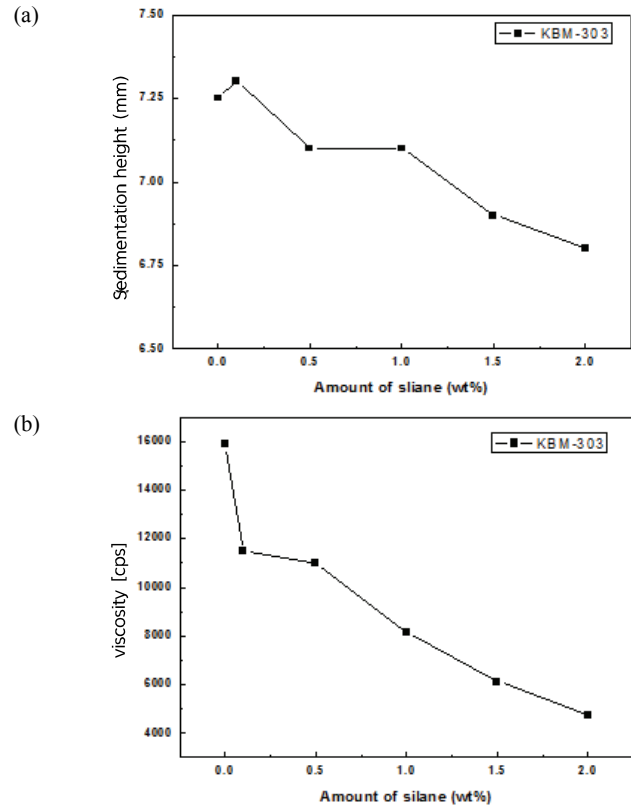 (a)
7.50
7.25
7.00
6.75
6.50
Sedimentation height (mm)
KBM-303
0.0 0.5 1.0 1.5 2.0
Amount of sliane (wt%)
(b)
16000
14000
12000
10000
8000
6000
4000
viscosity [cps]
KBM-303
0.0 0.5 1.0 1.5 2.0
Amount of silane (wt%)